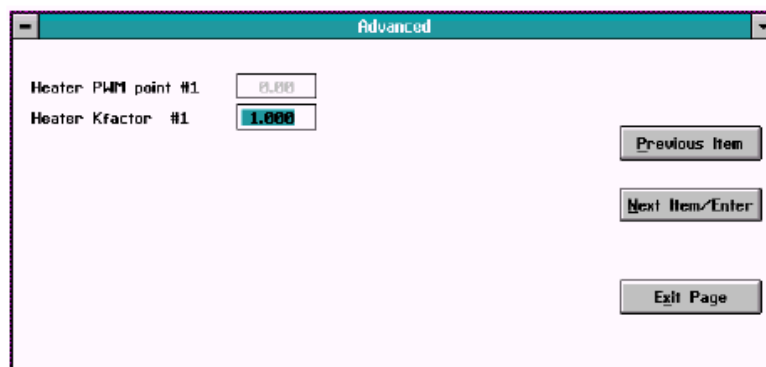 Advanced
Heater PWM point #1 0.00
Heater Kfactor #1 1.000
Previous Item
Next Item/Enter
Exit Page